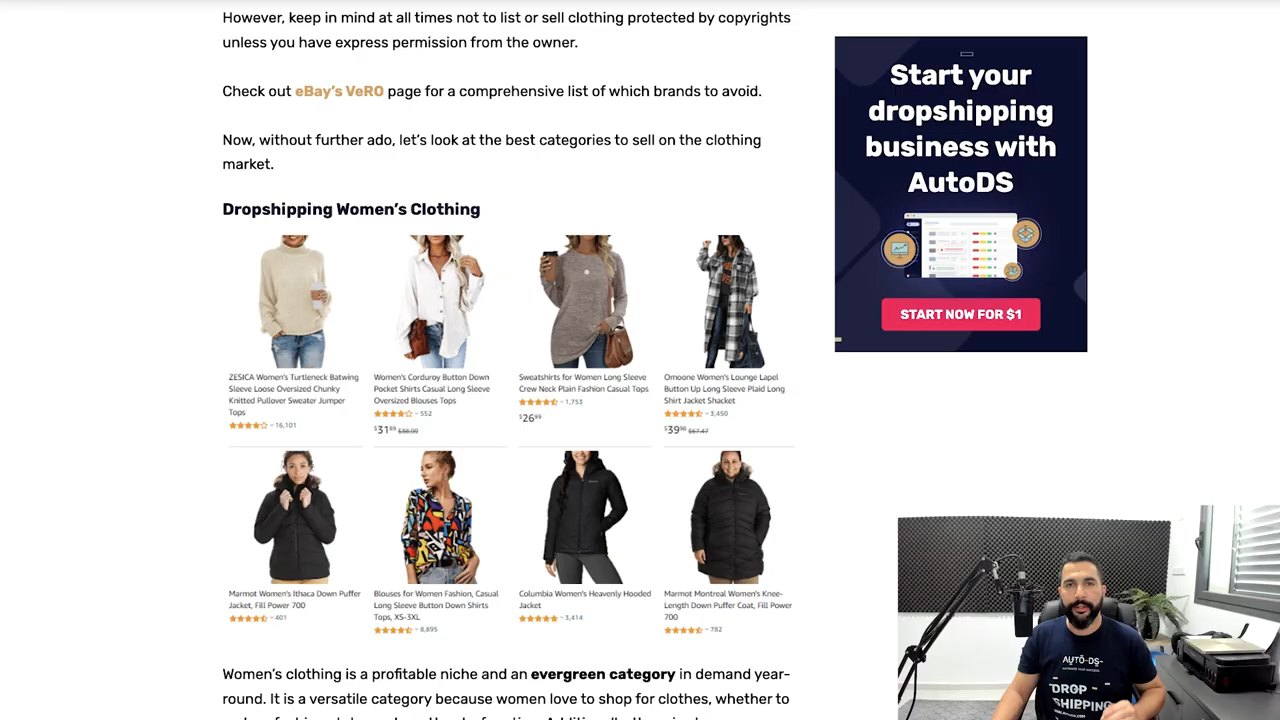 However, keep in mind at all times not to list or sell clothing protected by copyrights
unless you have express permission from the owner.
Check out eBay's VeRO page for a comprehensive list of which brands to avoid.
Now, without further ado, let's look at the best categories to sell on the clothing
market.
Dropshipping Women's Clothing
ZESICA Women's Turtleneck Batwing
Sleeve Loose Oversized Chunky
Knitted Pullover Sweater Jumper
Tops
16,101
Women's Corduroy Button Down
Pocket Shirts Casual Long Sleeve
Oversized Blouses Tops
552
$3189 $38.99
Sweatshirts for Women Long Sleeve
Crew Neck Plain Fashion Casual Tops
1,753
$2699
Omoone Women's Lounge Lapel
Button Up Long Sleeve Plaid Long
Shirt Jacket Shacket
3,450
$3998 $67.47
Marmot Women's Ithaca Down Puffer
Jacket, Fill Power 700
401
Blouses for Women Fashion, Casual
Long Sleeve Button Down Shirts
Tops, XS-3XL
8,895
Columbia Women's Heavenly Hooded
Jacket
3,414
Marmot Montreal Women's Knee-
Length Down Puffer Coat, Fill Power
700
782
Women's clothing is a profitable niche and an evergreen category in demand year-
round. It is a versatile category because women love to shop for clothes, whether to
Start your
dropshipping
business with
AutoDS
START NOW FOR $1
AUTO-DS-
DROP
SHIPPING